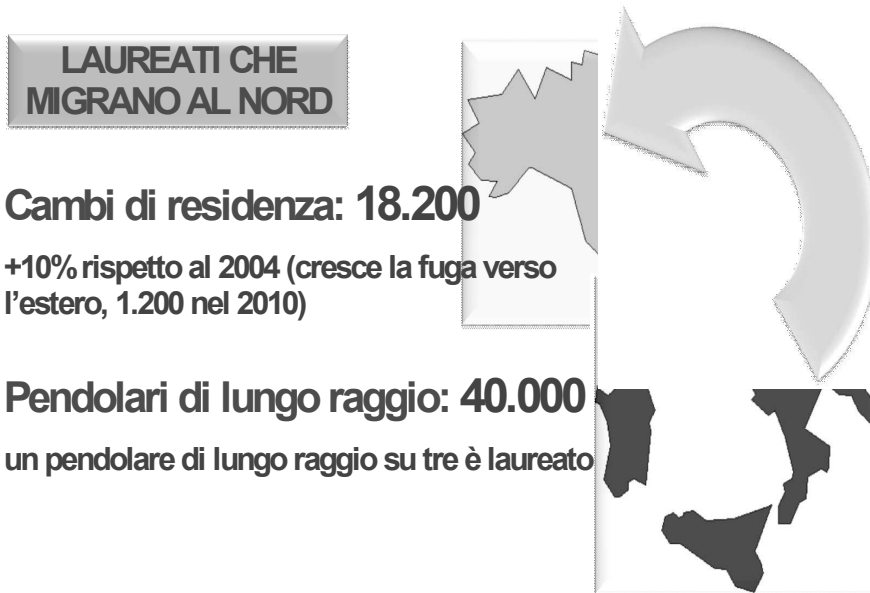 LAUREATI CHE
MIGRANO AL NORD
Cambi di residenza: 18.200
+10% rispetto al 2004 (cresce la fuga verso
l'estero, 1.200 nel 2010)
Pendolari di lungo raggio: 40.000
un pendolare di lungo raggio su tre è laureato